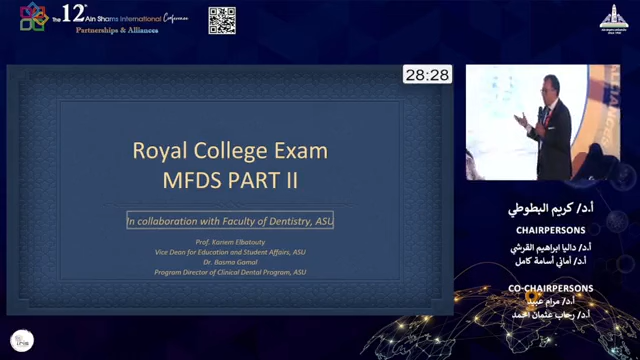 The 12th Ain Shams International Conference
Partnerships & Alliances
28:28
Royal College Exam
MFDS PART II
In collaboration with Faculty of Dentistry, ASU
Prof. Kariem Elbatouty
Vice Dean for Education and Student Affairs, ASU
Dr. Basma Gamal
Program Director of Clinical Dental Program, ASU
أ.د/ كريم البطوطي
CHAIRPERSONS
أ.د/ داليا ابراهيم القرشي
أ.د/ أماني أسامة كامل
CO-CHAIRPERSONS
أ.د/ مرام عبيد
أ.د/ رحاب عثمان احمد